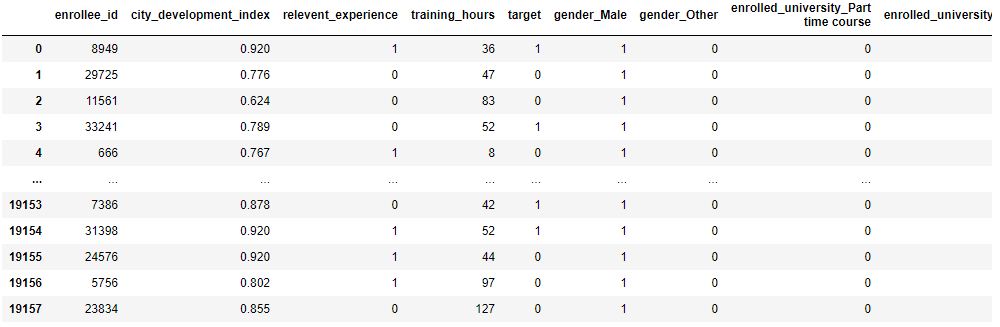 enrollee_id city_development_index relevent_experience training_hours target gender_Male gender_Other enrolled_university_Part time course enrolled_university
0 8949 0.920 1 36 1 1 0 0
1 29725 0.776 0 47 0 1 0 0
2 11561 0.624 0 83 0 1 0 0
3 33241 0.789 0 52 1 1 0 0
4 666 0.767 1 8 0 1 0 0
... ... ... ... ... ... ... ... ...
19153 7386 0.878 0 42 1 1 0 0
19154 31398 0.920 1 52 1 1 0 0
19155 24576 0.920 1 44 0 1 0 0
19156 5756 0.802 1 97 0 1 0 0
19157 23834 0.855 0 127 0 1 0 0